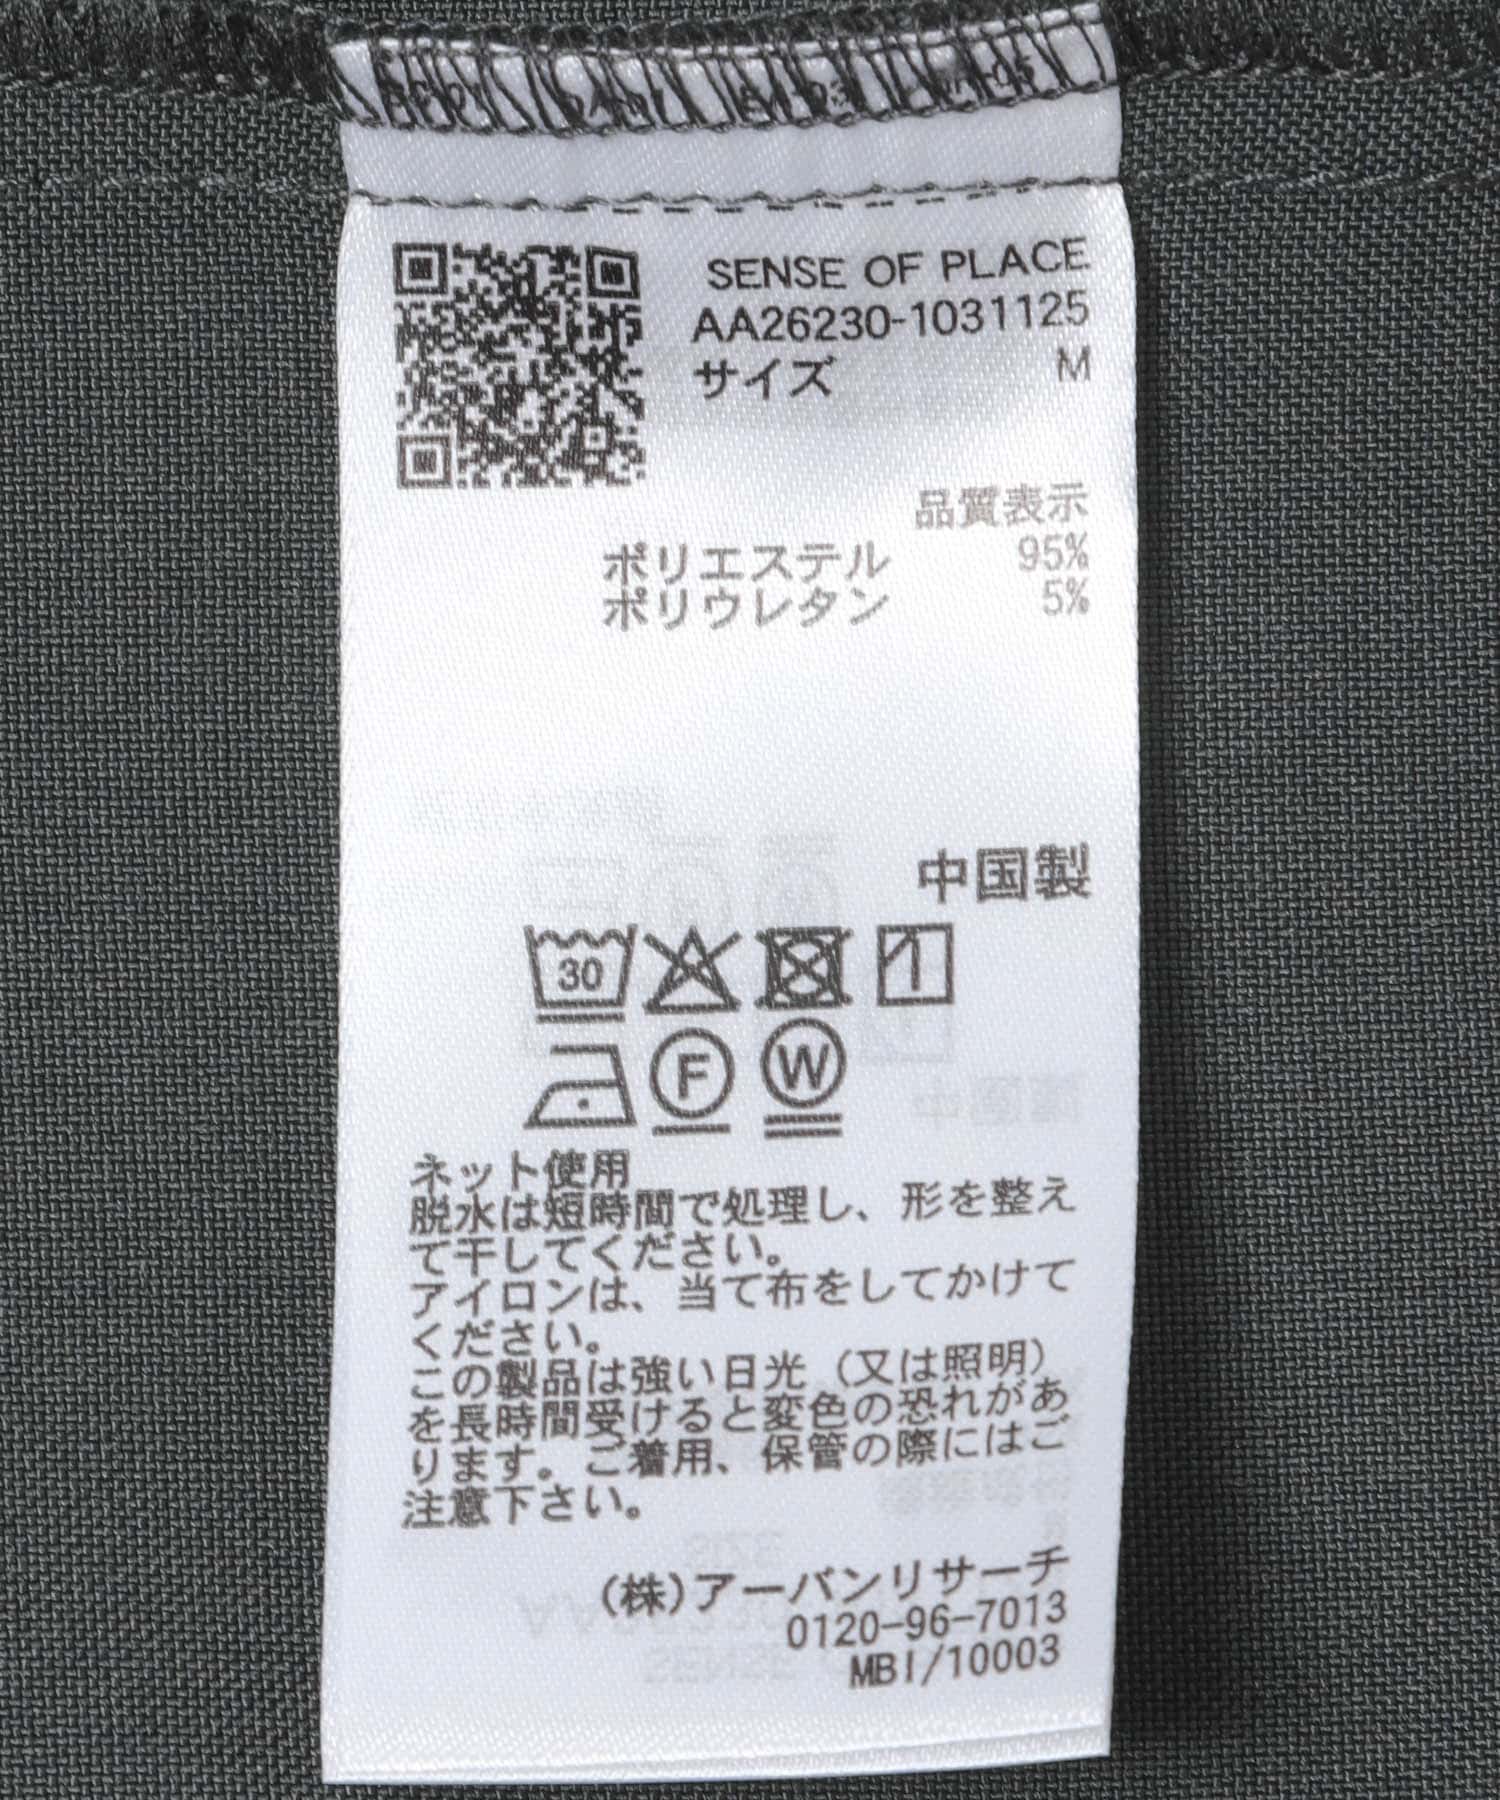 SENSE OF PLACE
AA26230-1031125
サイズ M
品質表示
ポリエステル 95%
ポリウレタン 5%
中国製
30
F W
ネット使用
脱水は短時間で処理し、形を整え
て干してください。
アイロンは、当て布をしてかけて
ください。
この製品は強い日光（又は照明）
を長時間受けると変色の恐れがあ
ります。ご着用、保管の際にはご
注意下さい。
(株)アーバンリサーチ
0120-96-7013
MBI/10003